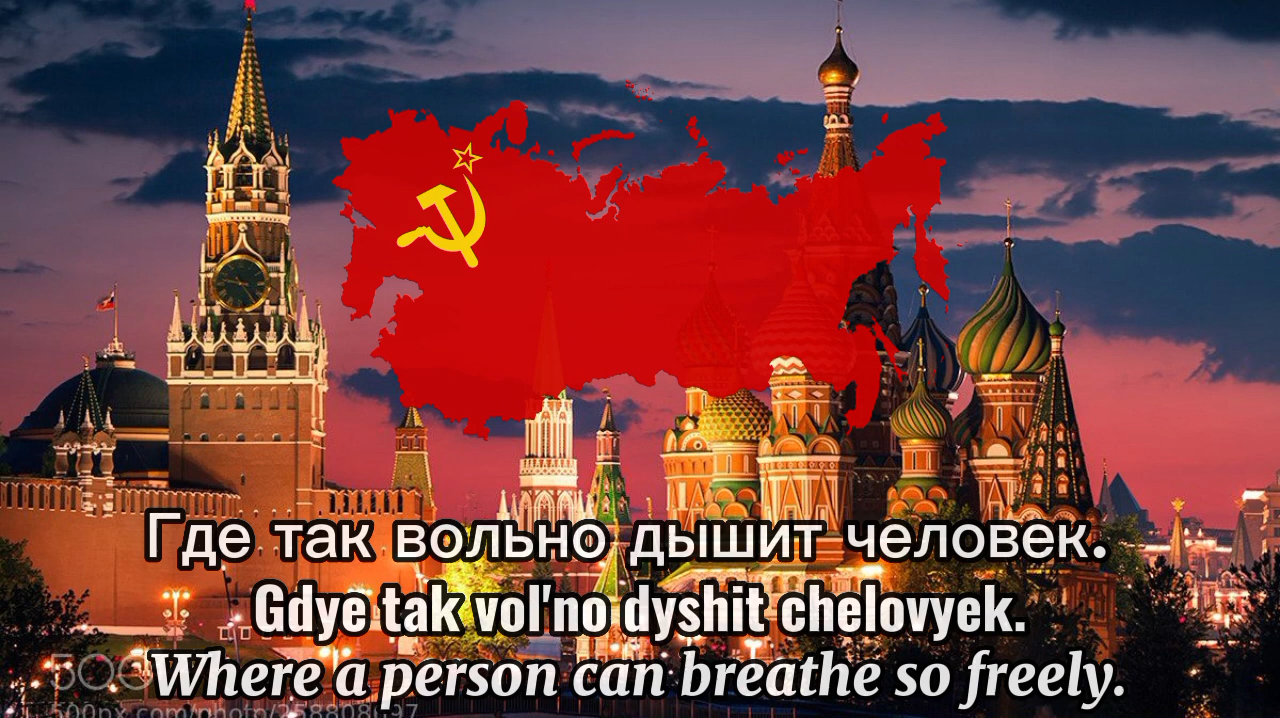 Где так вольно дышит человек.
Gdye tak vol'no dyshit chelovyek.
Where a person can breathe so freely.